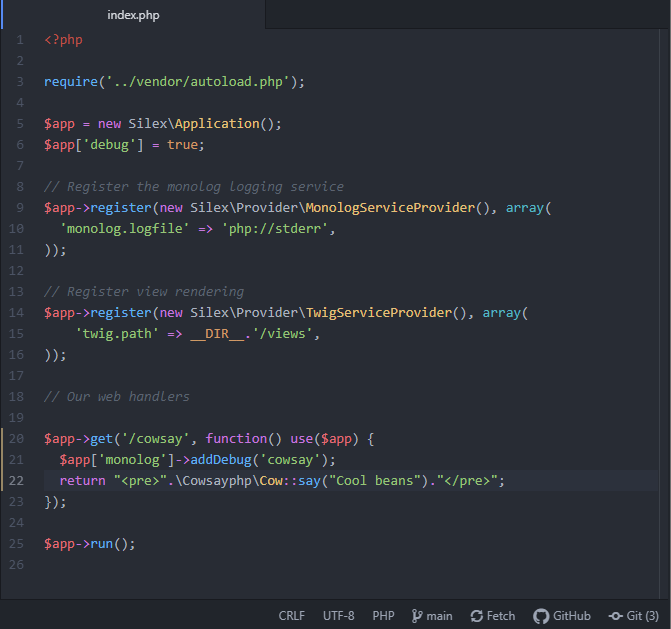 index.php
1 <?php
2
3 require('../vendor/autoload.php');
4
5 $app = new Silex\Application();
6 $app['debug'] = true;
7
8 // Register the monolog logging service
9 $app->register(new Silex\Provider\MonologServiceProvider(), array(
10   'monolog.logfile' => 'php://stderr',
11 ));
12
13 // Register view rendering
14 $app->register(new Silex\Provider\TwigServiceProvider(), array(
15     'twig.path' => __DIR__.'/views',
16 ));
17
18 // Our web handlers
19
20 $app->get('/cowsay', function() use($app) {
21   $app['monolog']->addDebug('cowsay');
22   return "<pre>".\Cowsayphp\Cow::say("Cool beans")."</pre>";
23 });
24
25 $app->run();
26
CRLF UTF-8 PHP main Fetch GitHub Git (3)